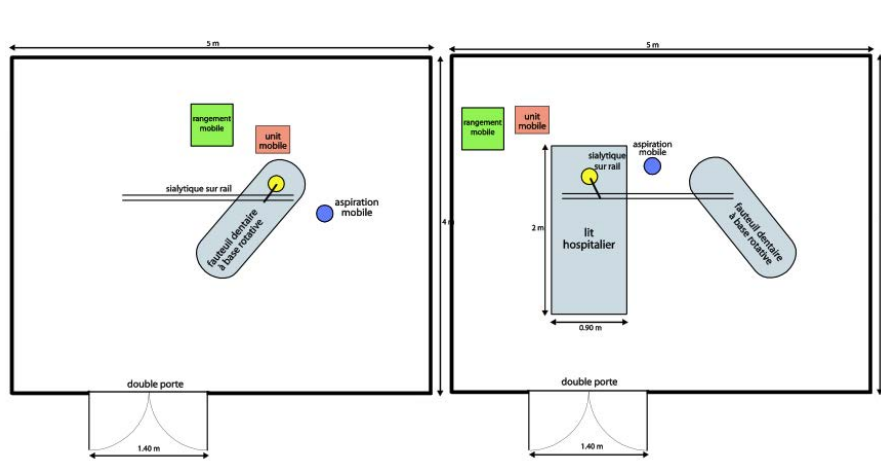 5 m
rangement
mobile
unit
mobile
sialytique sur rail
aspiration
mobile
fauteuil dentaire
à base rotative
4 m
double porte
1.40 m
5 m
rangement
mobile
unit
mobile
sialytique
sur rail
aspiration
mobile
2 m
lit
hospitalier
fauteuil dentaire
à base rotative
0.90 m
double porte
1.40 m